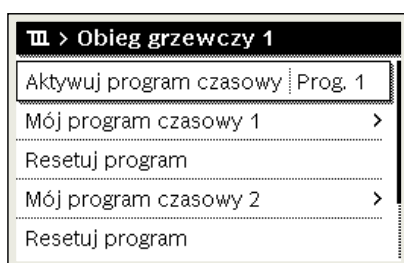 > Obieg grzewczy 1
Aktywuj program czasowy Prog. 1
Mój program czasowy 1 >
Resetuj program
Mój program czasowy 2 >
Resetuj program